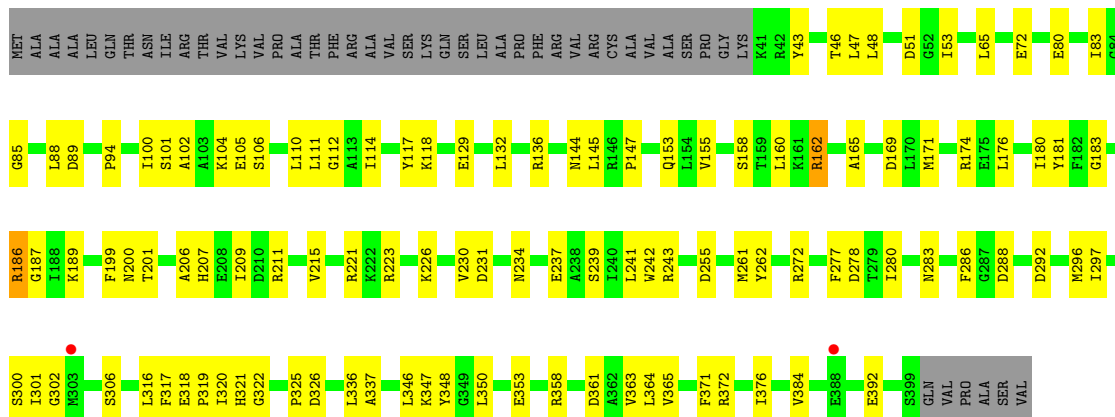 MET ALA ALA ALA LEU GLN THR ASN ILE ARG THR VAL LYS VAL PRO ALA THR PHE ARG ALA VAL SER LYS GLN SER LEU ALA PRO PHE ARG VAL ARG CYS ALA VAL ALA SER PRO GLY LYS K41 R42 Y43 T46 L47 L48 D51 G52 I53 L65 E72 E80 I83 G84
G85 L88 D89 P94 I100 S101 A102 A103 K104 E105 S106 L110 L111 G112 A113 I114 Y117 K118 E129 L132 R136 N144 L145 R146 P147 Q153 L154 V155 S158 T159 L160 K161 R162 A165 D169 L170 M171 R174 E175 L176 I180 Y181 F182 G183
R186 G187 I188 K189 F199 N200 T201 A206 H207 E208 I209 D210 R211 V215 R221 K222 R223 K226 V230 D231 N234 E237 A238 S239 I240 L241 W242 R243 D255 M261 Y262 R272 F277 D278 T279 I280 N283 F286 G287 D288 D292 M296 I297
S300 I301 G302 M303 S306 L316 F317 E318 P319 I320 H321 G322 P325 D326 L336 A337 L346 K347 Y348 G349 L350 E353 R358 D361 A362 V363 L364 V365 F371 R372 I376 V384 E388 E392 S399 GLN VAL PRO ALA SER VAL